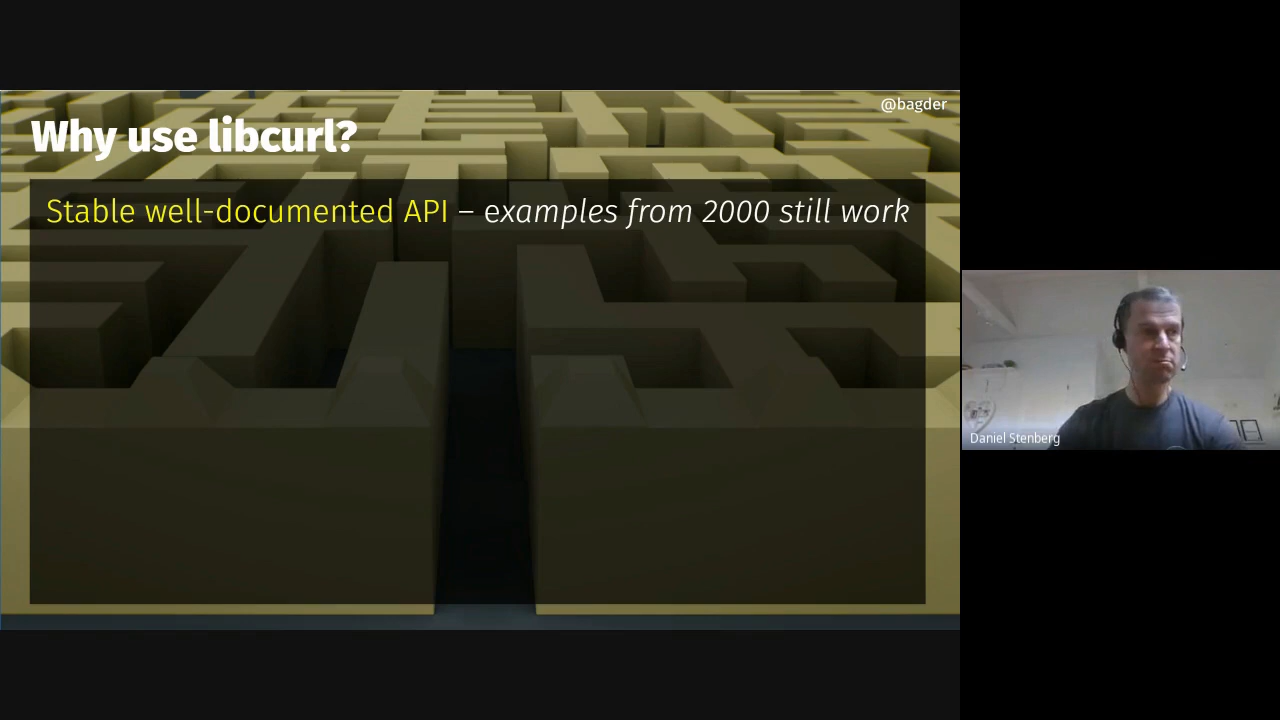 @bagder
Why use libcurl?
Stable well-documented API – examples from 2000 still work
Daniel Stenberg